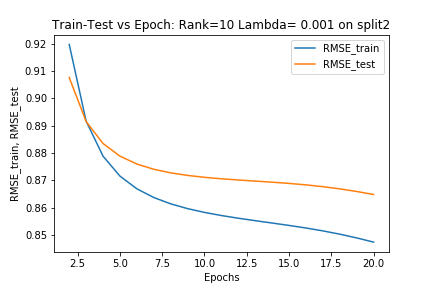 Train-Test vs Epoch: Rank=10 Lambda= 0.001 on split2
RMSE_train
RMSE_test
0.92
0.91
0.90
0.89
0.88
0.87
0.86
0.85
RMSE_train, RMSE_test
2.5 5.0 7.5 10.0 12.5 15.0 17.5 20.0
Epochs